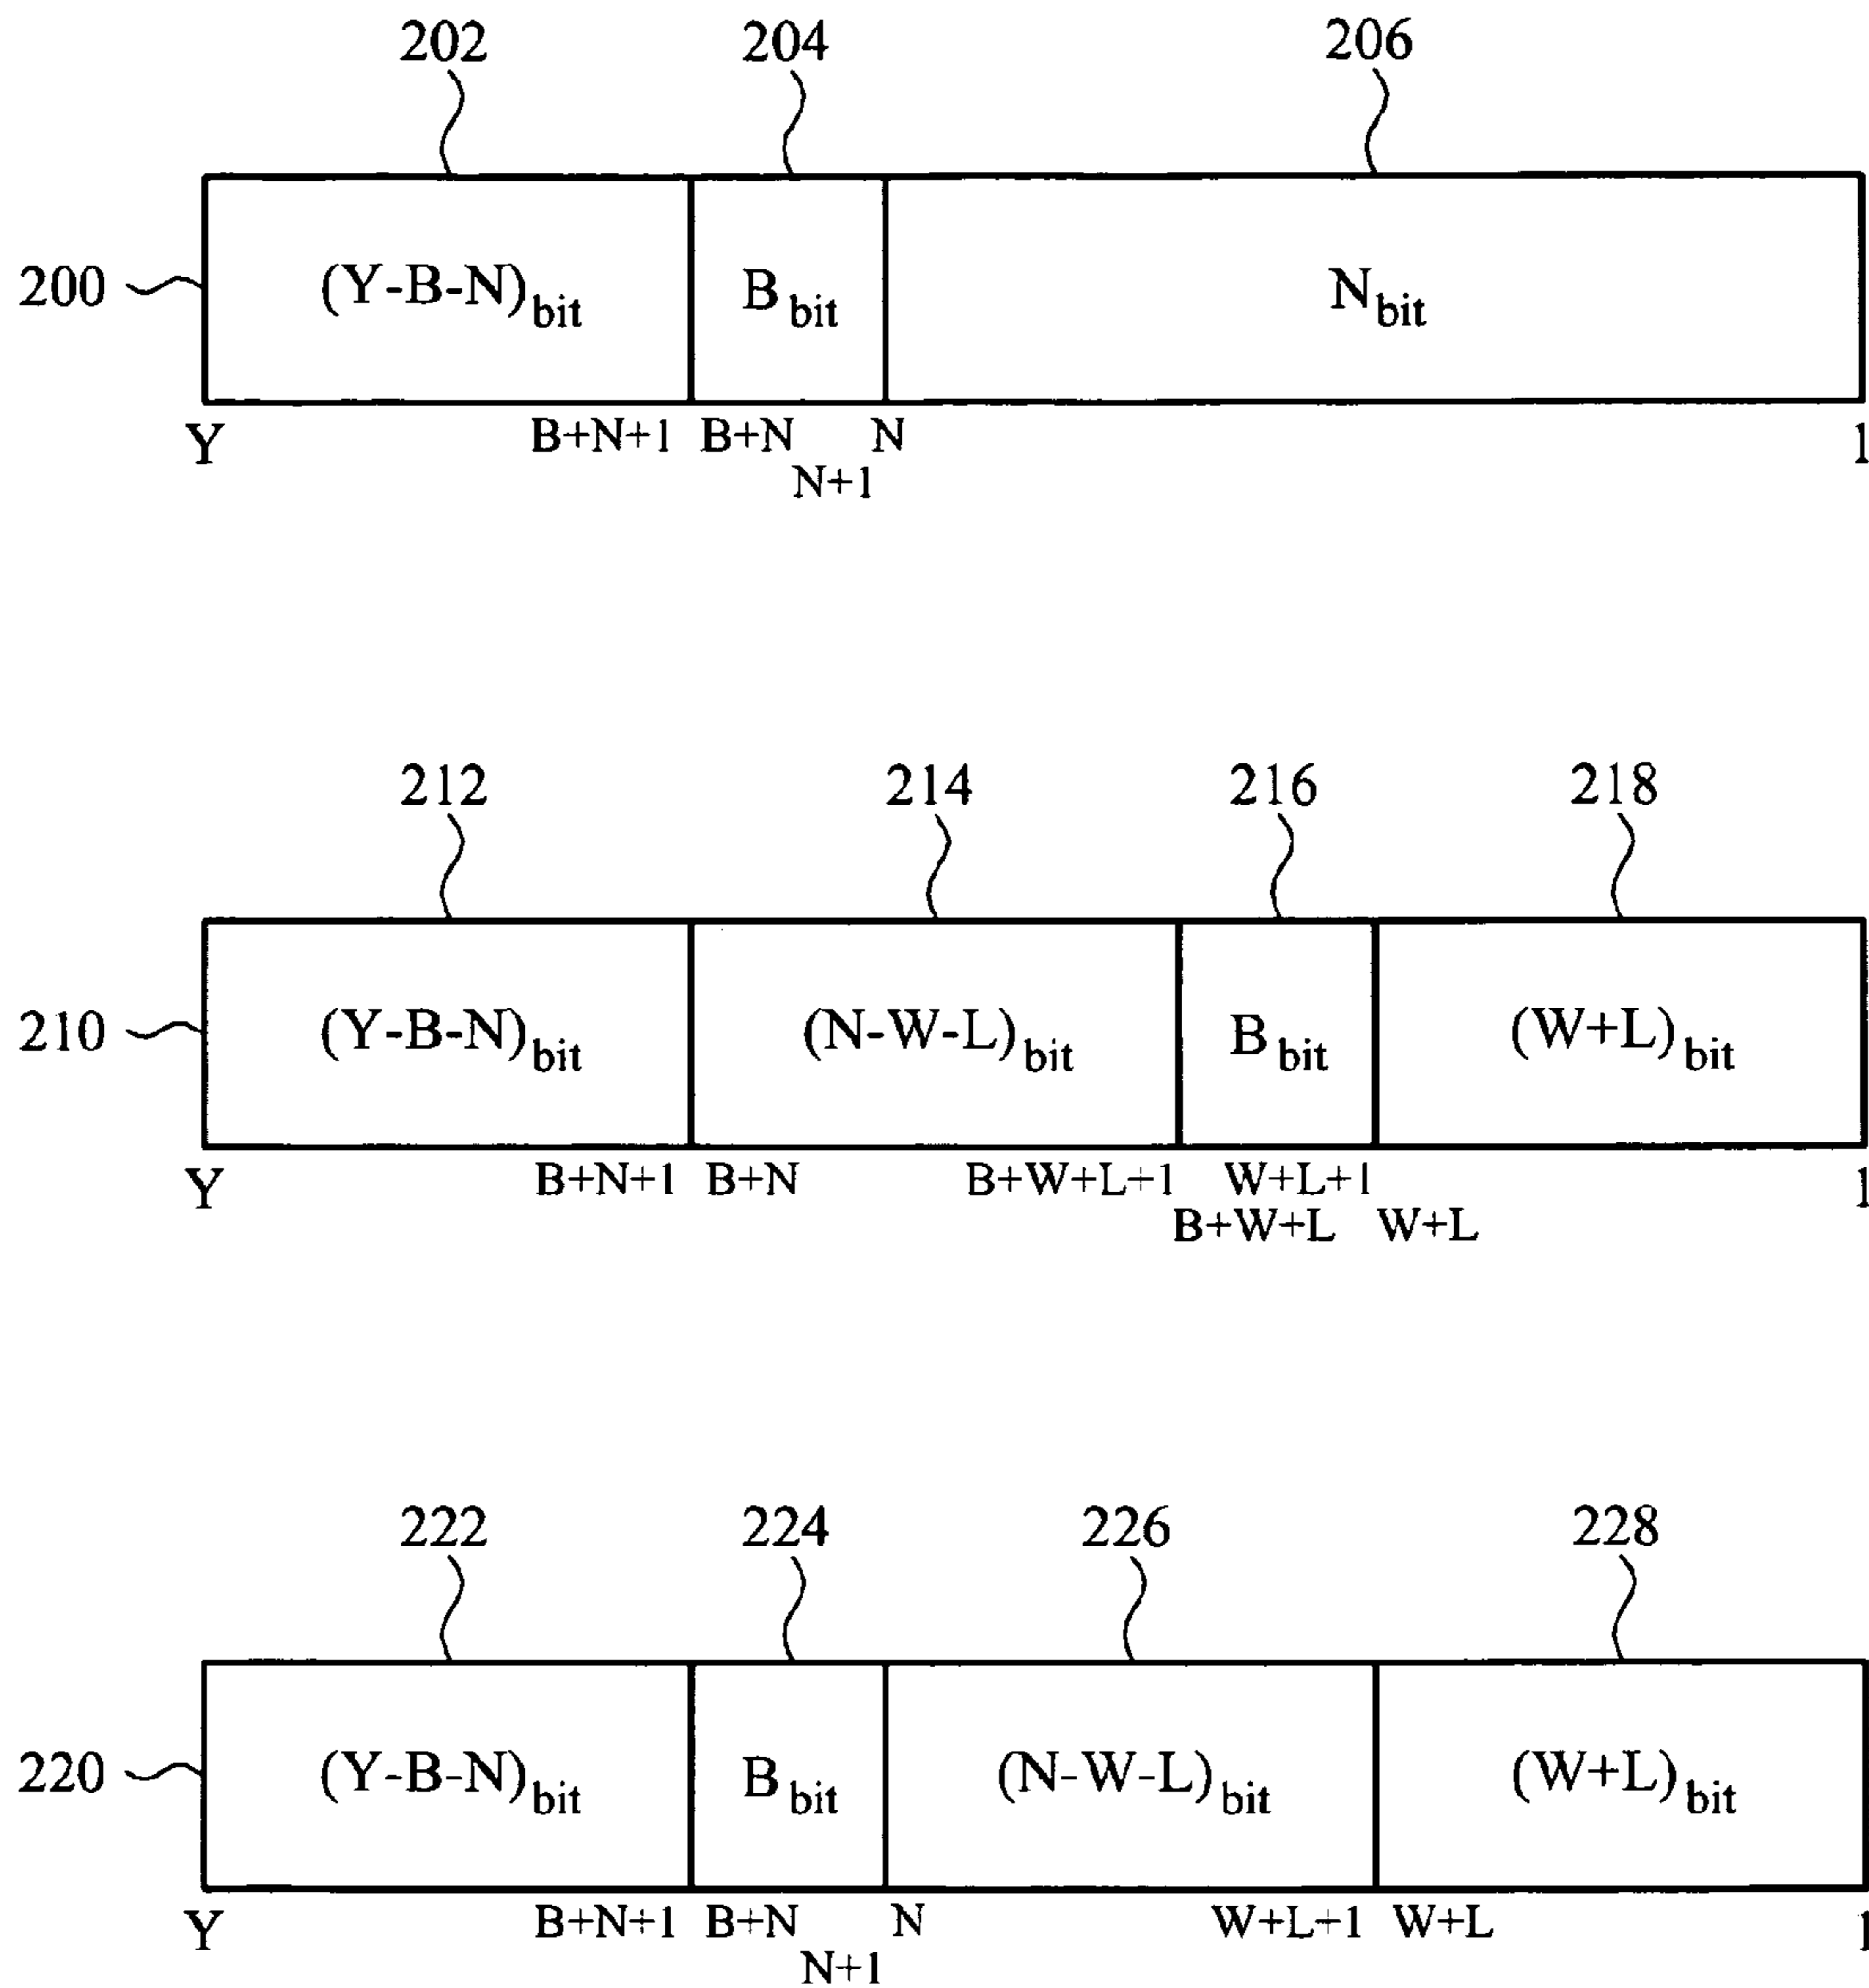 202 204 206
200 (Y-B-N)bit Bbit Nbit
Y B+N+1 B+N N 1
N+1
212 214 216 218
210 (Y-B-N)bit (N-W-L)bit Bbit (W+L)bit
Y B+N+1 B+N B+W+L+1 W+L+1 1
B+W+L W+L
222 224 226 228
220 (Y-B-N)bit Bbit (N-W-L)bit (W+L)bit
Y B+N+1 B+N N W+L+1 W+L 1
N+1